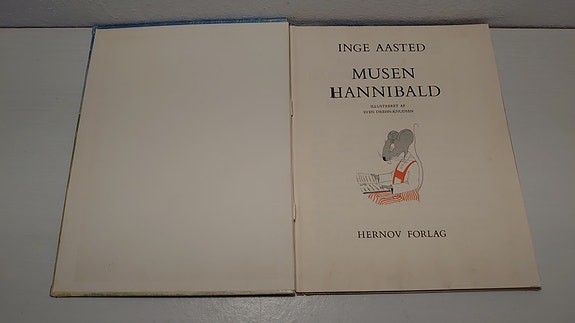 INGE AASTED
MUSEN
HANNIBALD
ILLUSTRERET AF
HERNOV FORLAG